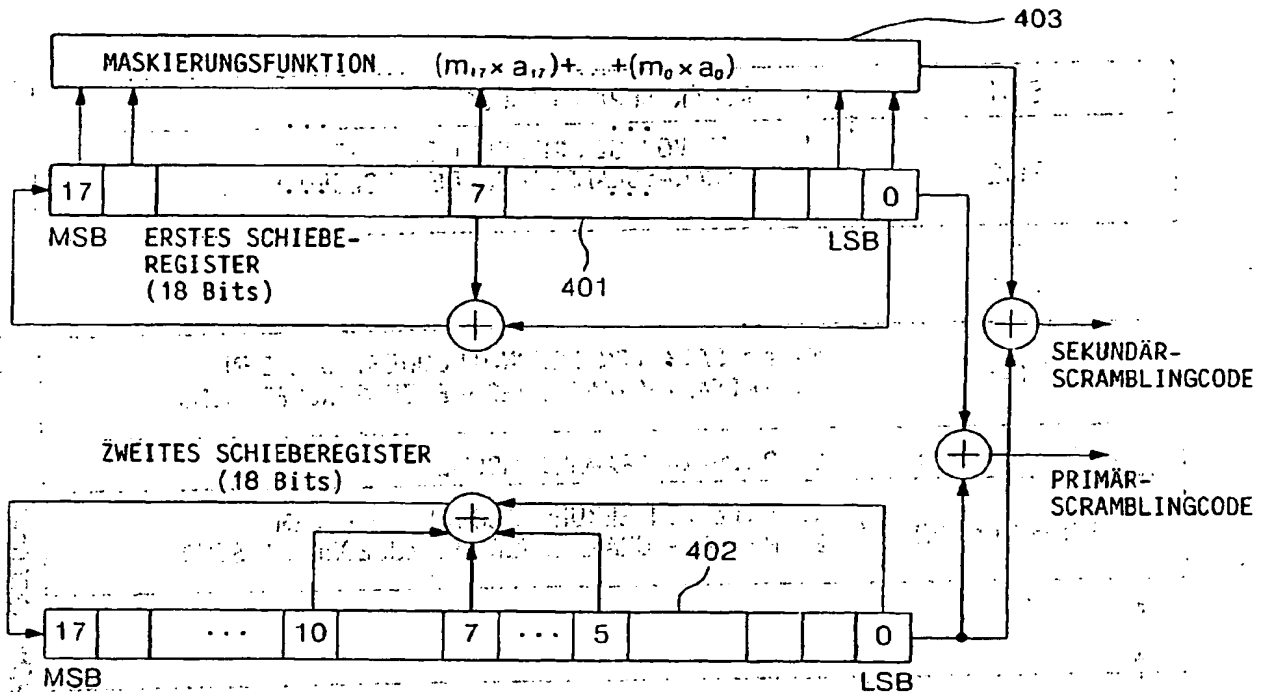 403
MASKIERUNGSFUNKTION (m₁₇ × a₁₇)+...+(m₀ × a₀)
... ...
17 ... 7 ... 0
MSB ERSTES SCHIEBE- LSB
REGISTER
(18 Bits)
401
+
+
SEKUNDÄR-
SCRAMBLINGCODE
ZWEITES SCHIEBEREGISTER
(18 Bits)
+
PRIMÄR-
SCRAMBLINGCODE
+
402
17 ... 10 7 ... 5 0
MSB LSB